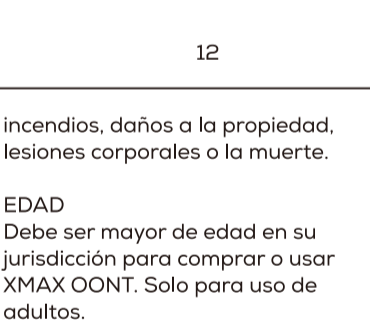 12
incendios, daños a la propiedad,
lesiones corporales o la muerte.
EDAD
Debe ser mayor de edad en su
jurisdicción para comprar o usar
XMAX OONT. Solo para uso de
adultos.